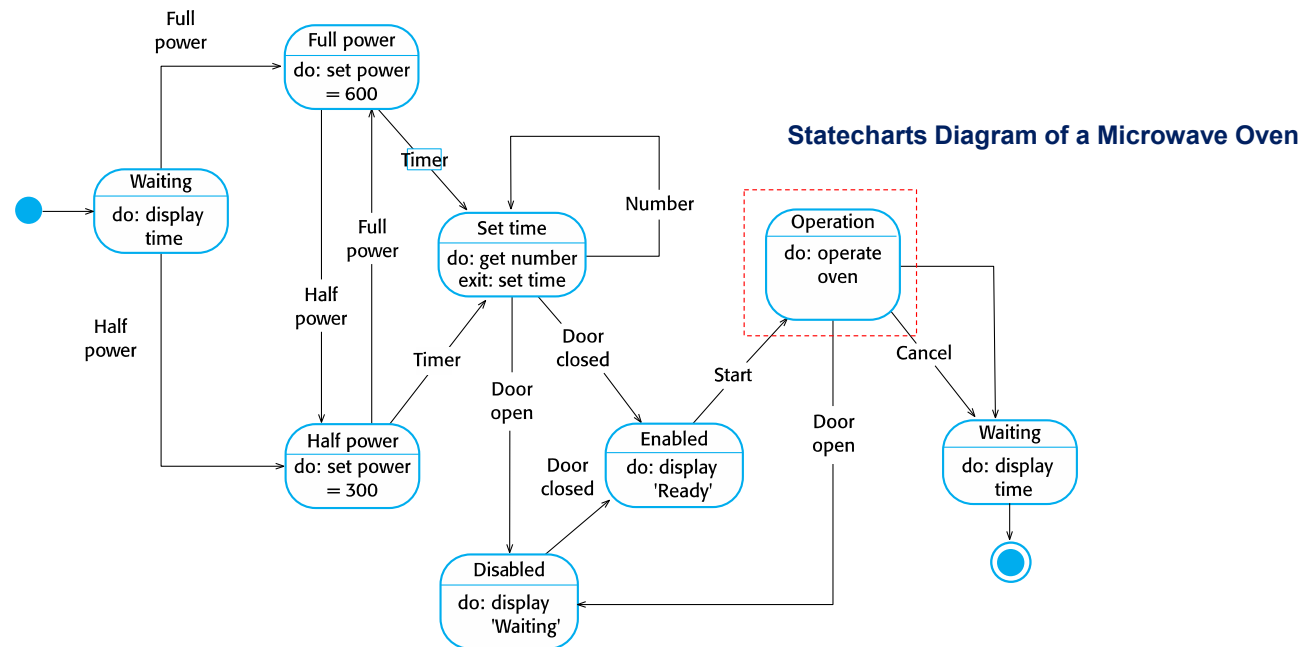 Full
power
Full power
do: set power
= 600
Statecharts Diagram of a Microwave Oven
Timer
Waiting
do: display
time
Number
Full
power
Set time
do: get number
exit: set time
Operation
do: operate
oven
Half
power
Half
power
Timer
Door
closed
Door
open
Start
Cancel
Door
open
Half power
do: set power
= 300
Enabled
do: display
'Ready'
Waiting
do: display
time
Door
closed
Disabled
do: display
'Waiting'